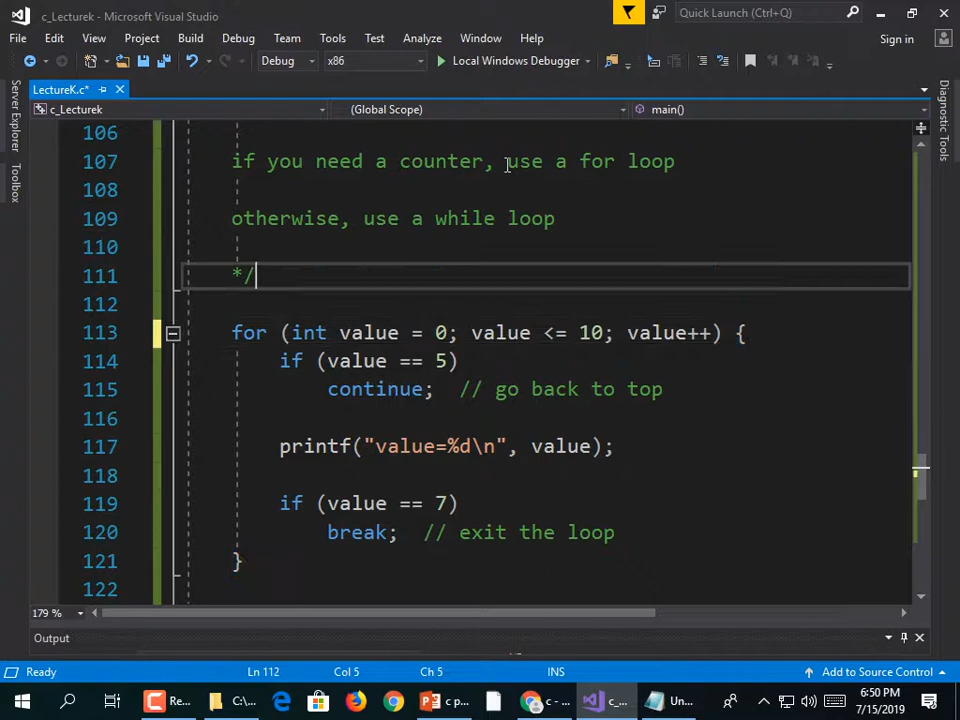 c_Lecturek - Microsoft Visual Studio
Quick Launch (Ctrl+Q)
File Edit View Project Build Debug Team Tools Test Analyze Window Help
Sign in
Debug x86 Local Windows Debugger
LectureK.c*
c_Lecturek (Global Scope) main()
Server Explorer
Toolbox
Diagnostic Tools
106
107 if you need a counter, use a for loop
108
109 otherwise, use a while loop
110
111 */
112
113 for (int value = 0; value <= 10; value++) {
114 if (value == 5)
115 continue; // go back to top
116
117 printf("value=%d\n", value);
118
119 if (value == 7)
120 break; // exit the loop
121 }
122
179 %
Output
Ready Ln 112 Col 5 Ch 5 INS Add to Source Control
Re... C:\... c p... c - ... c_... Un...
6:50 PM
7/15/2019